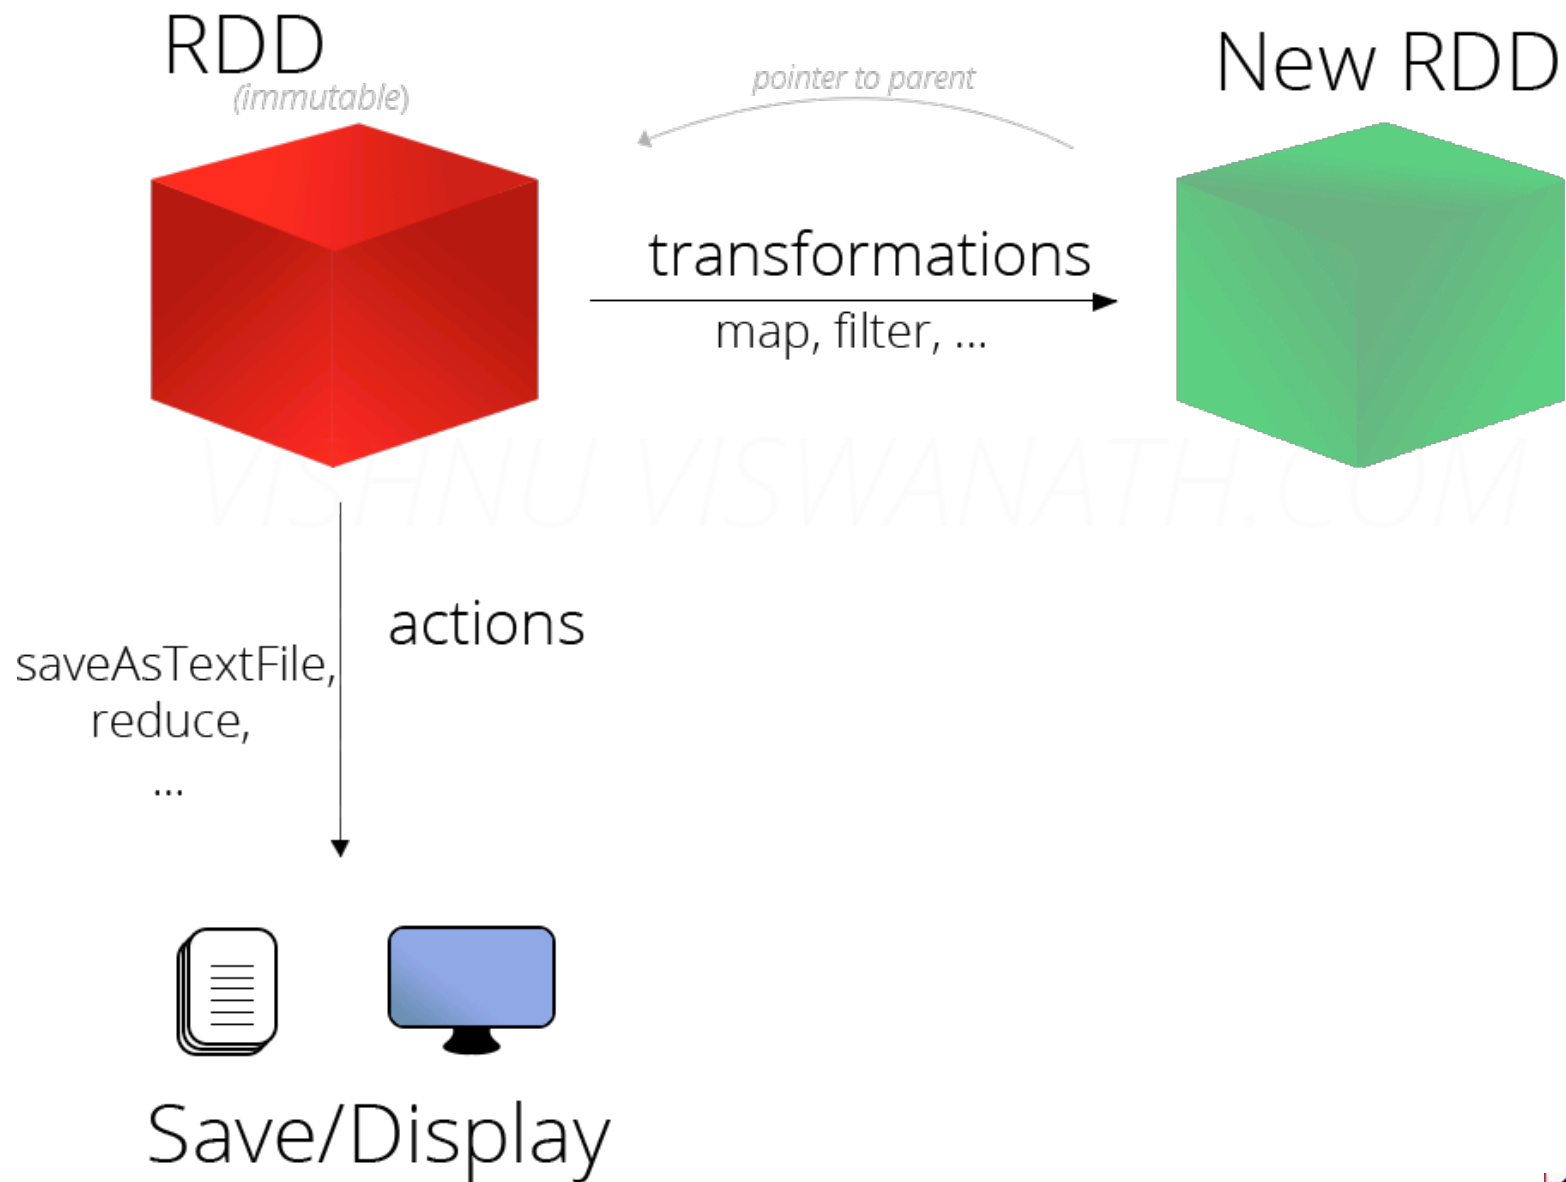 RDD
(immutable)
pointer to parent
New RDD
transformations
map, filter, ...
VISHNU VISWANATH.COM
actions
saveAsTextFile,
reduce,
...
Save/Display